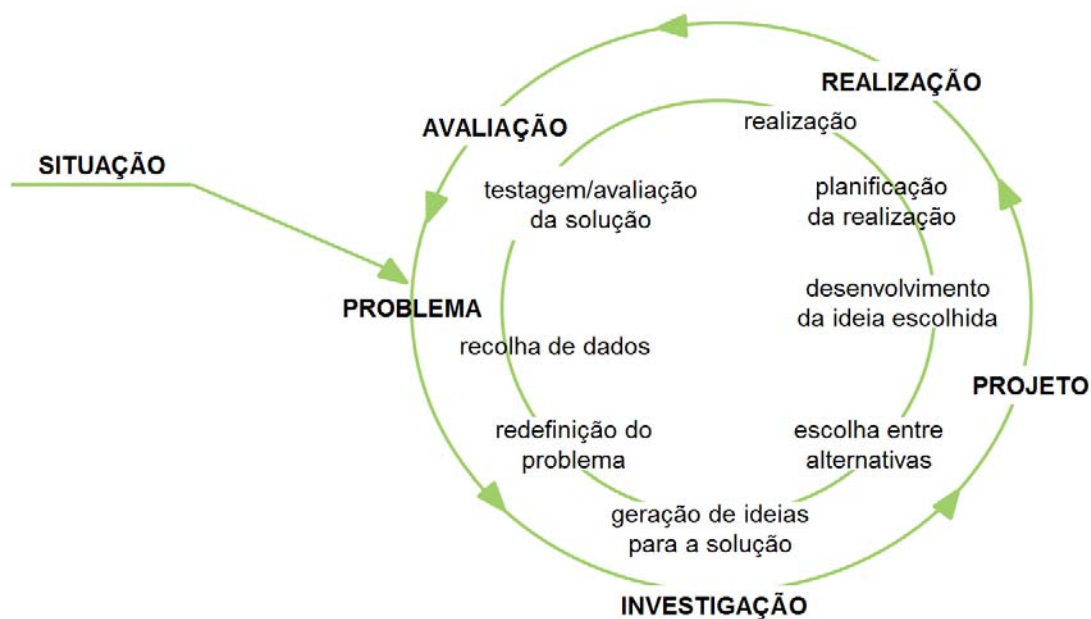 REALIZAÇÃO
realização
AVALIAÇÃO
SITUAÇÃO
testagem/avaliação
da solução
planificação
da realização
PROBLEMA
desenvolvimento
da ideia escolhida
recolha de dados
PROJETO
redefinição do
problema
escolha entre
alternativas
geração de ideias
para a solução
INVESTIGAÇÃO